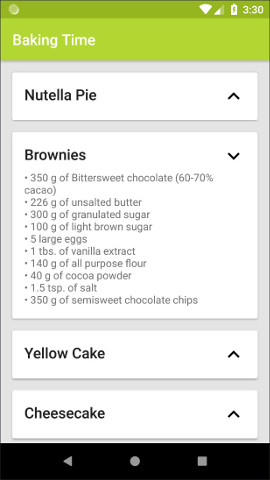 3:30
Baking Time
Nutella Pie
Brownies
• 350 g of Bittersweet chocolate (60-70%
cacao)
• 226 g of unsalted butter
• 300 g of granulated sugar
• 100 g of light brown sugar
• 5 large eggs
• 1 tbs. of vanilla extract
• 140 g of all purpose flour
• 40 g of cocoa powder
• 1.5 tsp. of salt
• 350 g of semisweet chocolate chips
Yellow Cake
Cheesecake